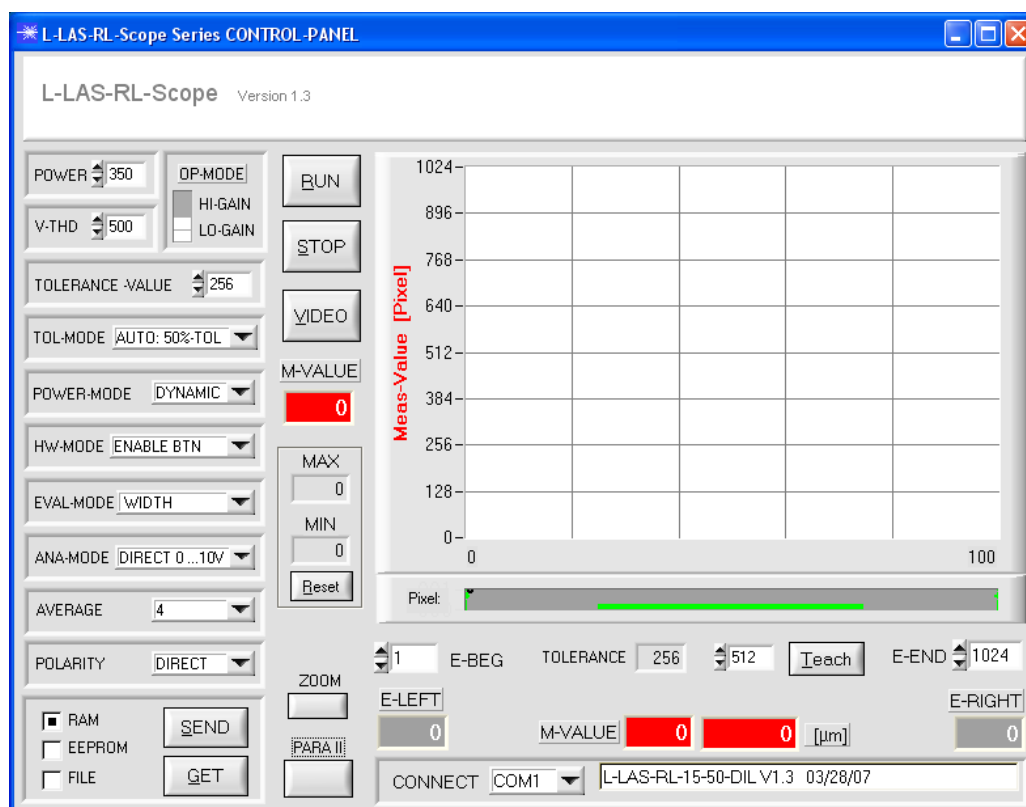 L-LAS-RL-Scope Series CONTROL-PANEL
L-LAS-RL-Scope Version 1.3
POWER 350
OP-MODE
HI-GAIN
LO-GAIN
V-THD 500
TOLERANCE -VALUE 256
TOL-MODE AUTO: 50%-TOL
POWER-MODE DYNAMIC
HW-MODE ENABLE BTN
EVAL-MODE WIDTH
ANA-MODE DIRECT 0 ...10V
AVERAGE 4
POLARITY DIRECT
RAM
EEPROM
FILE
SEND
GET
RUN
STOP
VIDEO
M-VALUE
0
MAX
0
MIN
0
Reset
ZOOM
PARA II
Meas-Value [Pixel]
1024
896
768
640
512
384
256
128
0
0 100
Pixel:
1 E-BEG TOLERANCE 256 512 Teach E-END 1024
E-LEFT
0
M-VALUE 0 0 [µm]
E-RIGHT
0
CONNECT COM1 L-LAS-RL-15-50-DIL V1.3 03/28/07